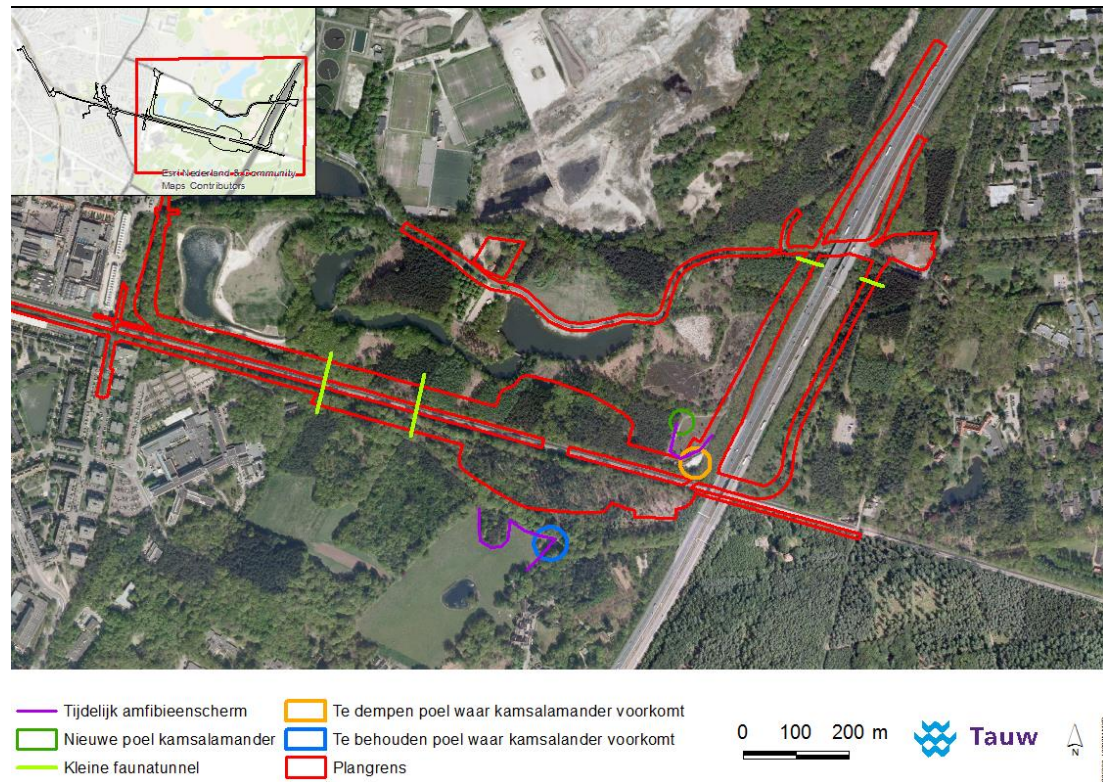 Esri Nederland & Community
Maps Contributors
Tijdelijk amfibieenscherm
Nieuwe poel kamsalamander
Kleine faunatunnel
Te dempen poel waar kamsalamander voorkomt
Te behouden poel waar kamsalander voorkomt
Plangrens
0 100 200 m
Tauw
N